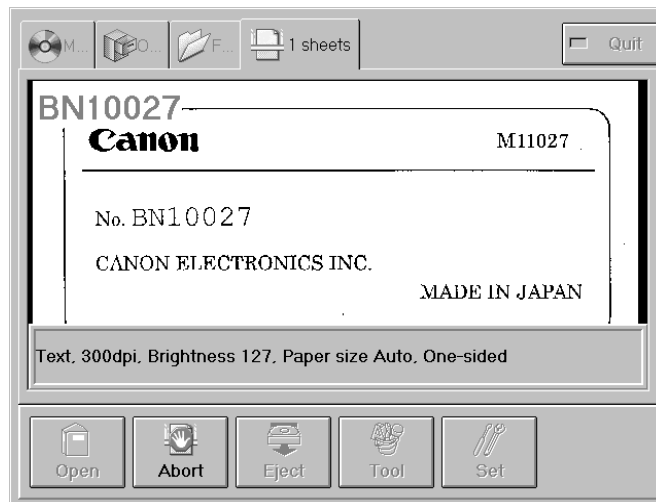 M... O... F... 1 sheets Quit
BN10027
Canon M11027
No. BN10027
CANON ELECTRONICS INC.
MADE IN JAPAN
Text, 300dpi, Brightness 127, Paper size Auto, One-sided
Open Abort Eject Tool Set